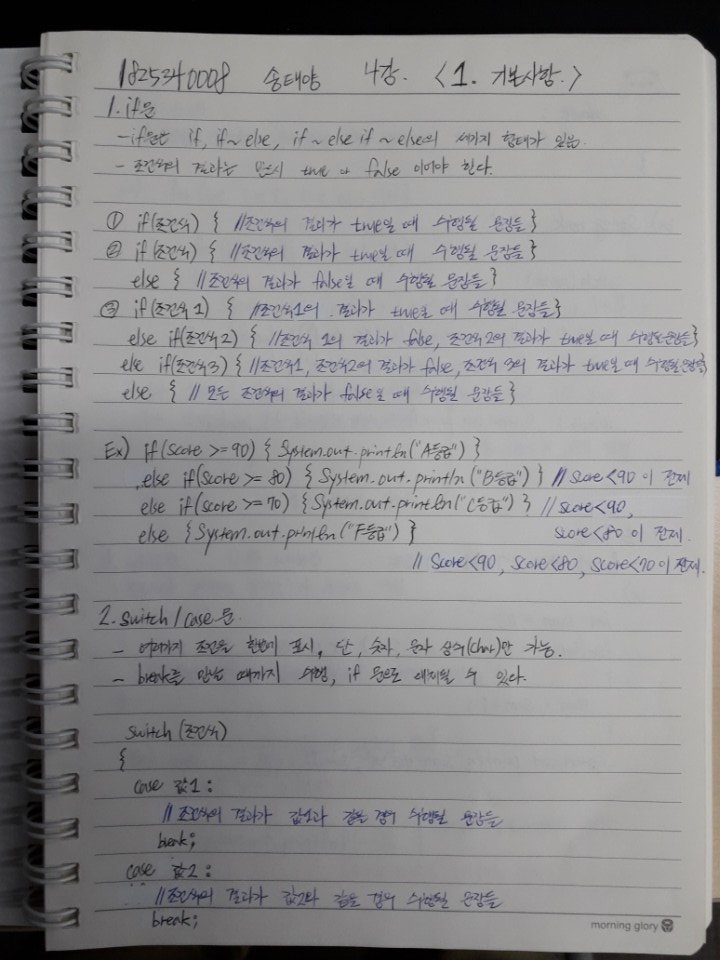 1825340008 송태양 4강. <1. 기본사항.>
1. if문
- if문은 if, if~else, if ~ else if ~ else의 세가지 형태가 있음.
- 조건식의 결과는 반드시 true or false 이어야 한다.
① if(조건식) { //조건식의 결과가 true일 때 수행될 문장들 }
② if(조건식) { //조건식의 결과가 true일 때 수행될 문장들 }
else { //조건식의 결과가 false일 때 수행될 문장들 }
③ if(조건식1) { //조건식1의 결과가 true일 때 수행될 문장들 }
else if(조건식2) { //조건식 1의 결과가 false, 조건식2의 결과가 true일 때 수행될 문장들 }
else if(조건식3) { //조건식1, 조건식2의 결과가 false, 조건식 3의 결과가 true일 때 수행될 문장들 }
else { // 모든 조건식의 결과가 false일 때 수행될 문장들 }
Ex) if(score >= 90) { System.out.println("A등급") }
else if(score >= 80) { System.out.println("B등급") } // score<90 이 전제
else if(score >= 70) { System.out.println("C등급") } // score<90,
else { System.out.println("F등급") } score<80 이 전제.
// score<90, score<80, score<70 이 전제.
2. switch/case 문.
- 여러가지 조건을 한번에 표시, 단, 숫자, 문자 상수(char)만 가능.
- break를 만날 때까지 수행, if 문으로 대치될 수 있다.
switch (조건식)
{
case 값1 :
//조건식의 결과가 값1과 같을 경우 수행될 문장들
break;
case 값2 :
//조건식의 결과가 값2와 같을 경우 수행될 문장들
break;
morning glory